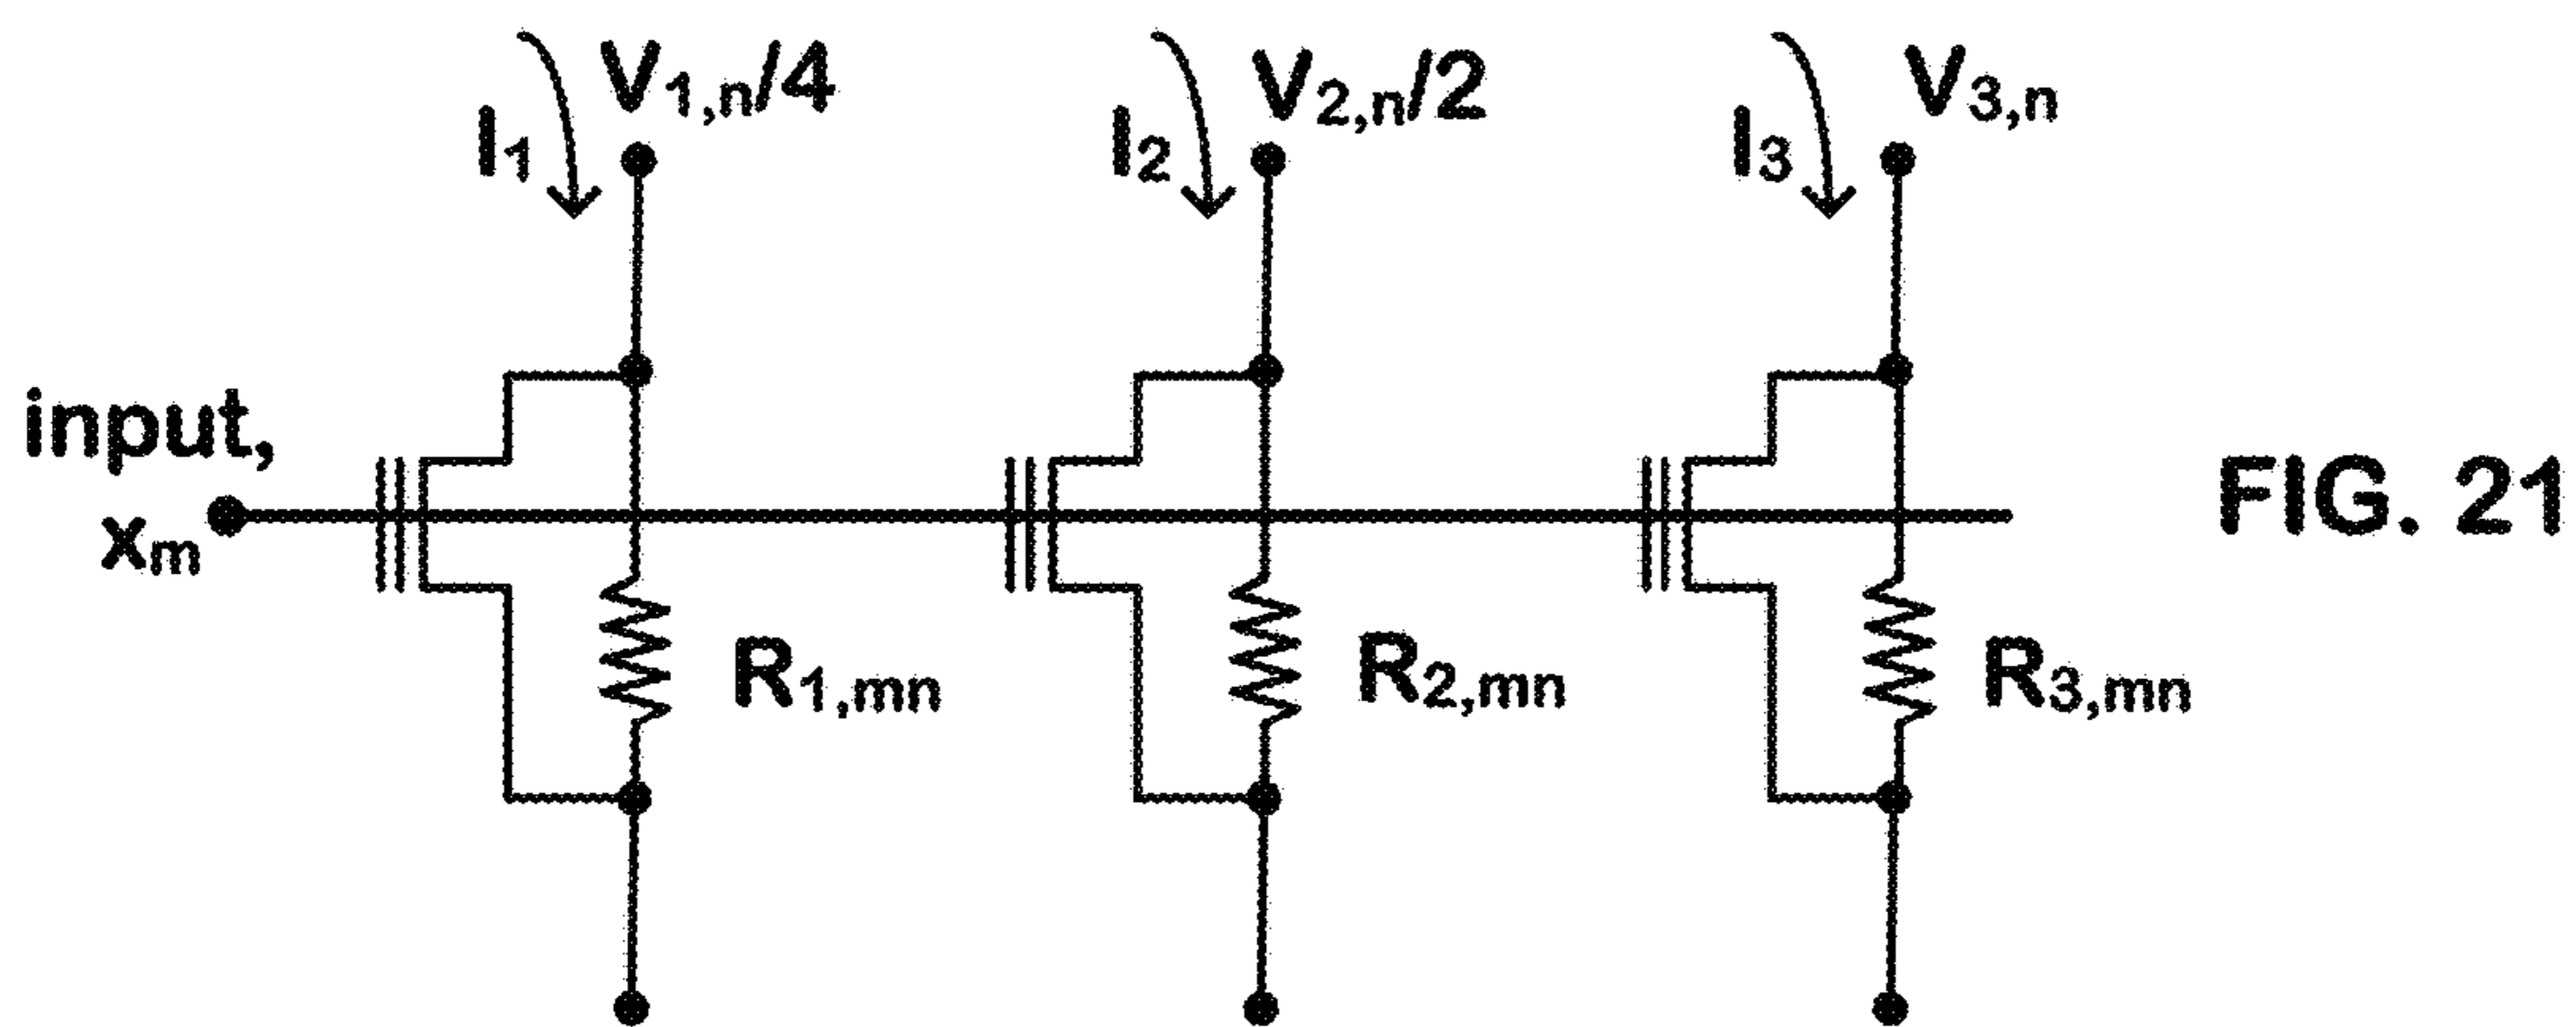 I1
V1,n/4
I2
V2,n/2
I3
V3,n
input,
xm
FIG. 21
R1,mn
R2,mn
R3,mn